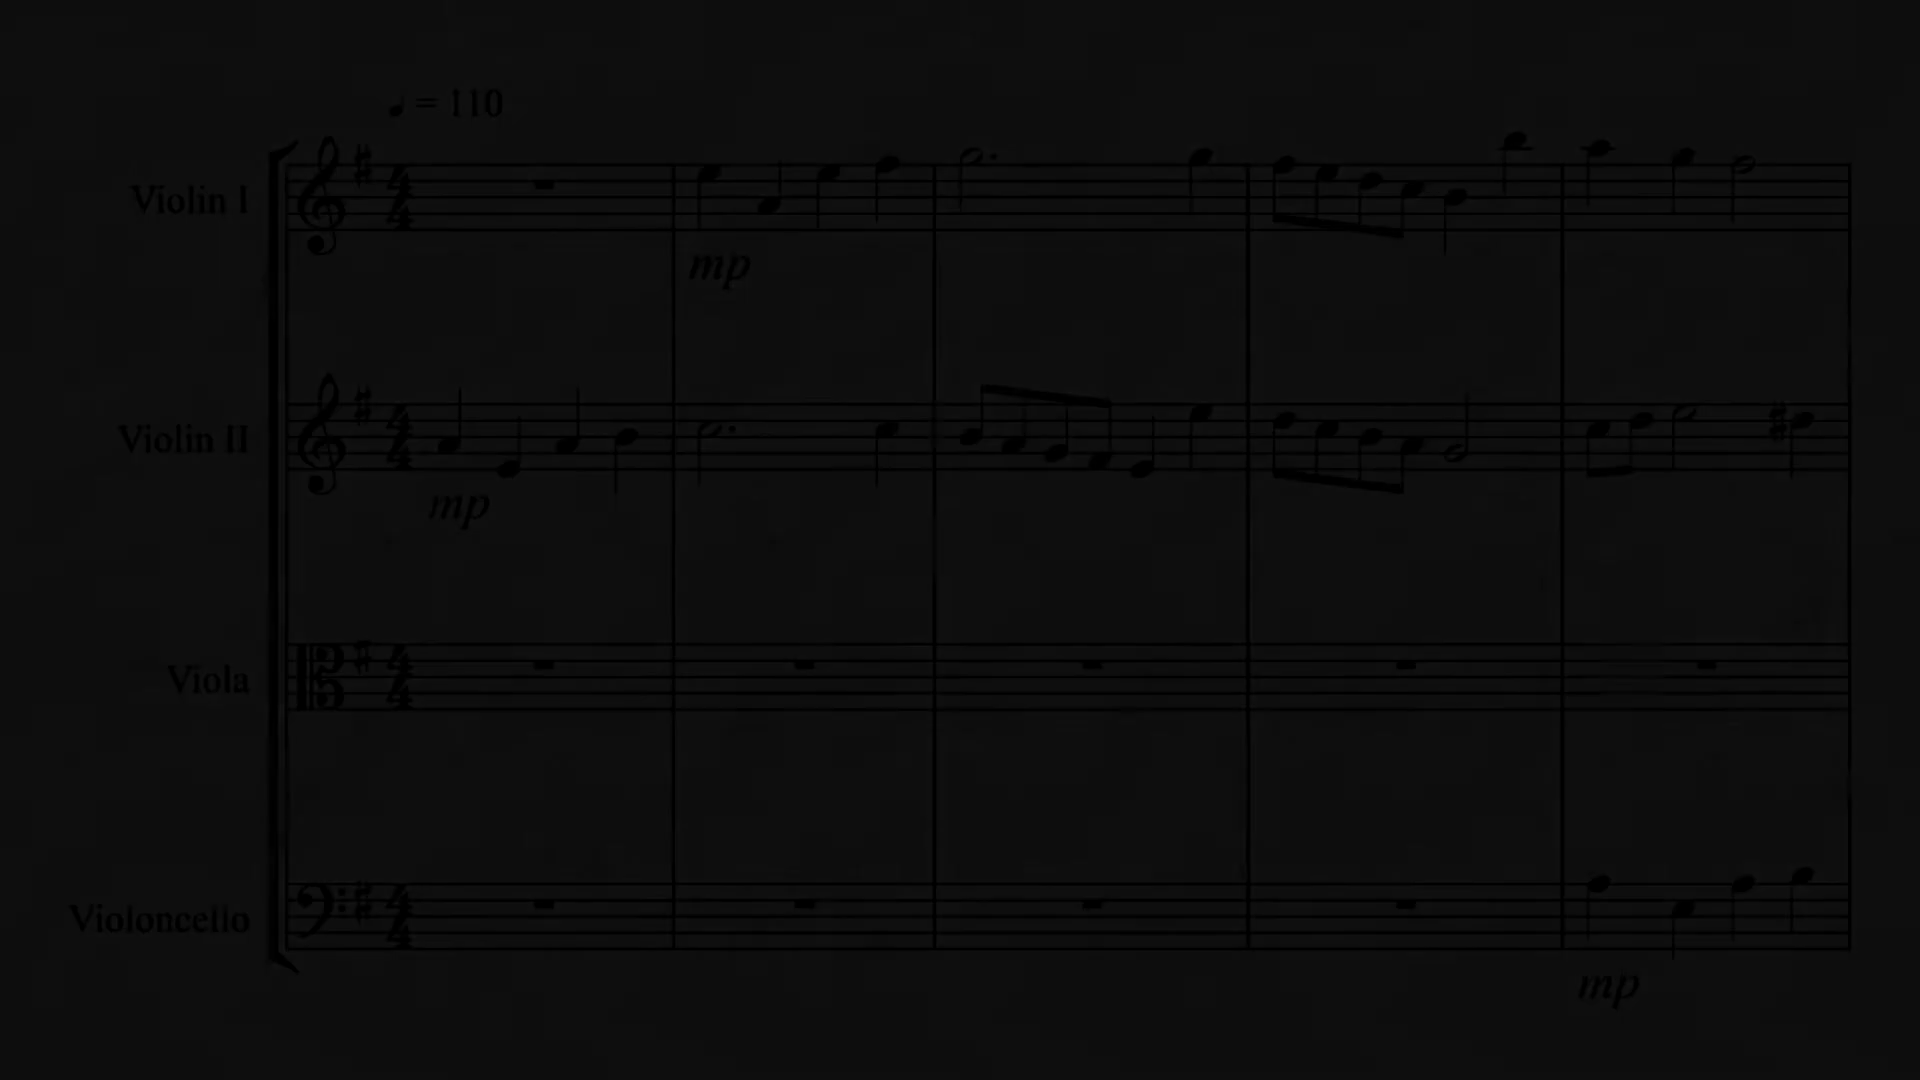 ♩ = 110
Violin I
mp
Violin II
mp
Viola
Violoncello
mp